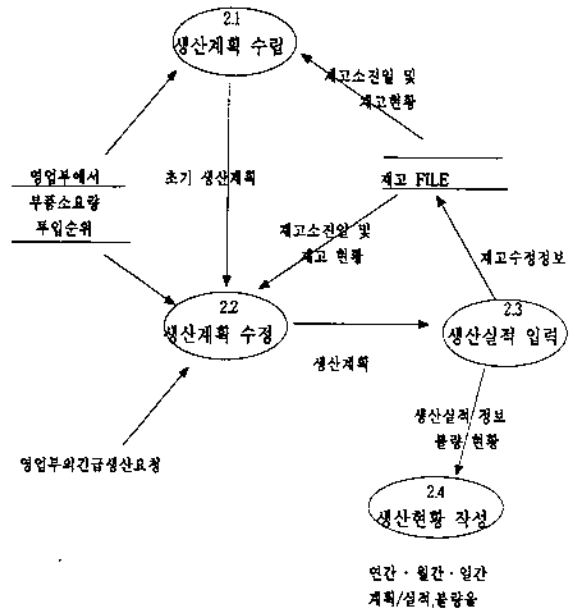 2.1
생산계획 수립
재고소진일 및
재고현황
영업부에서
부품소요량
투입순위
초기 생산계획
재고 FILE
재고소진일 및
재고 현황
재고수정정보
2.2
생산계획 수정
2.3
생산실적 입력
생산계획
생산실적 정보
불량 현황
영업부의긴급생산요청
2.4
생산현황 작성
연간 · 월간 · 일간
계획/실적,불량율